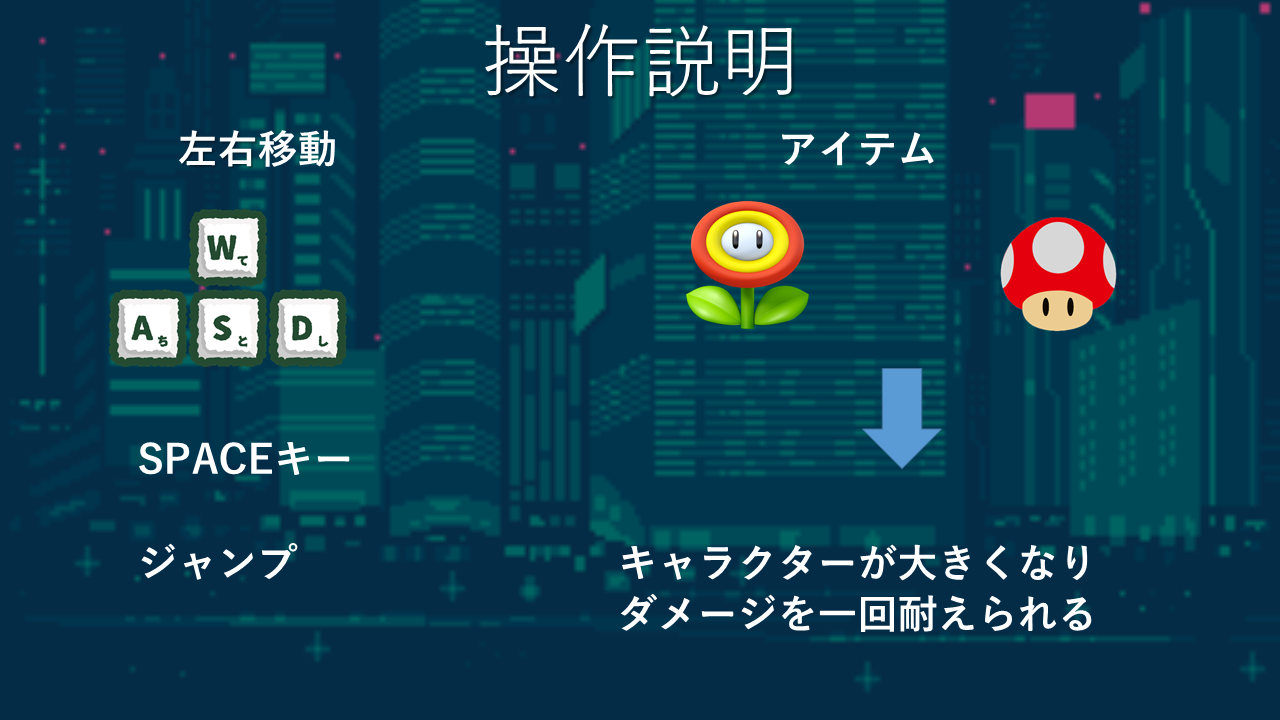 操作説明
左右移動
W て
A ち S と D し
SPACEキー
ジャンプ
アイテム
キャラクターが大きくなり
ダメージを一回耐えられる